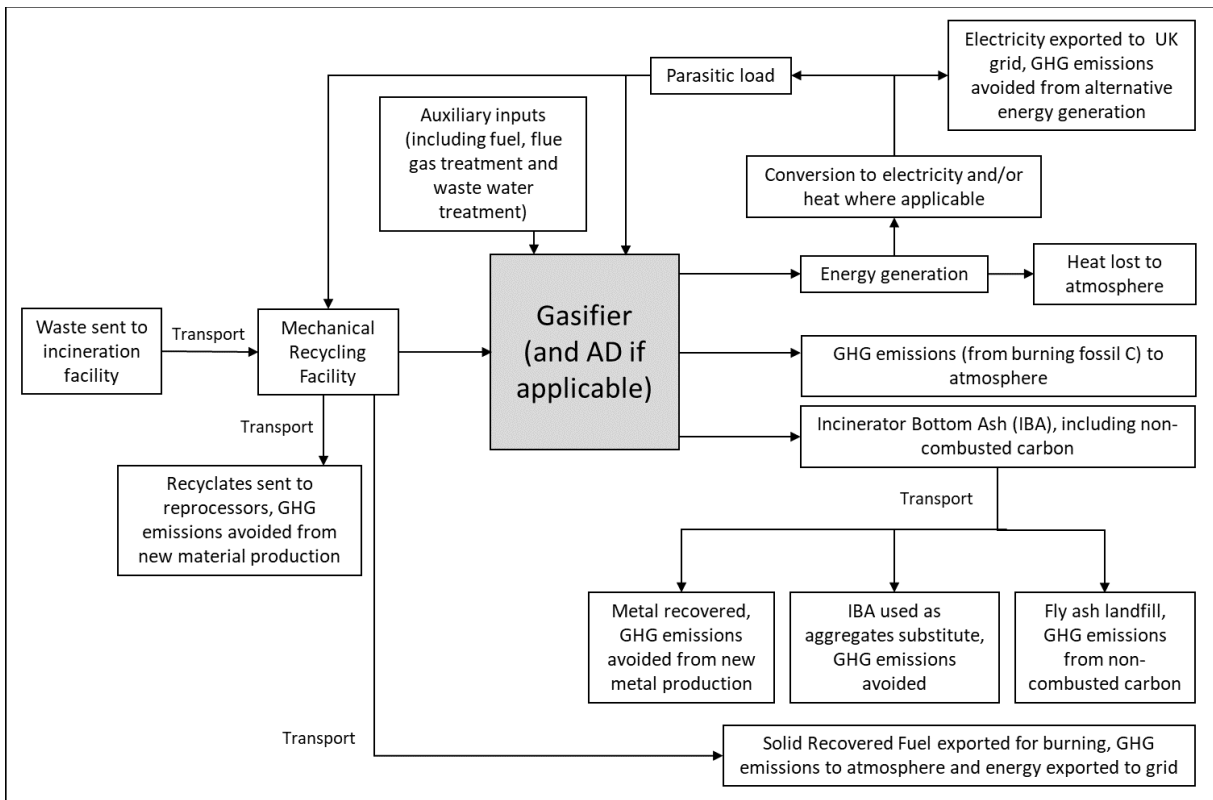 Electricity exported to UK
grid, GHG emissions
avoided from alternative
energy generation
Parasitic load
Auxiliary inputs
(including fuel, flue
gas treatment and
waste water
treatment)
Conversion to electricity and/or
heat where applicable
Energy generation
Heat lost to
atmosphere
Waste sent to
incineration
facility
Transport
Mechanical
Recycling
Facility
Gasifier
(and AD if
applicable)
GHG emissions (from burning fossil C) to
atmosphere
Incinerator Bottom Ash (IBA), including non-
combusted carbon
Transport
Recyclates sent to
reprocessors, GHG
emissions avoided from
new material production
Transport
Metal recovered,
GHG emissions
avoided from new
metal production
IBA used as
aggregates substitute,
GHG emissions
avoided
Fly ash landfill,
GHG emissions
from non-
combusted carbon
Transport
Solid Recovered Fuel exported for burning, GHG
emissions to atmosphere and energy exported to grid